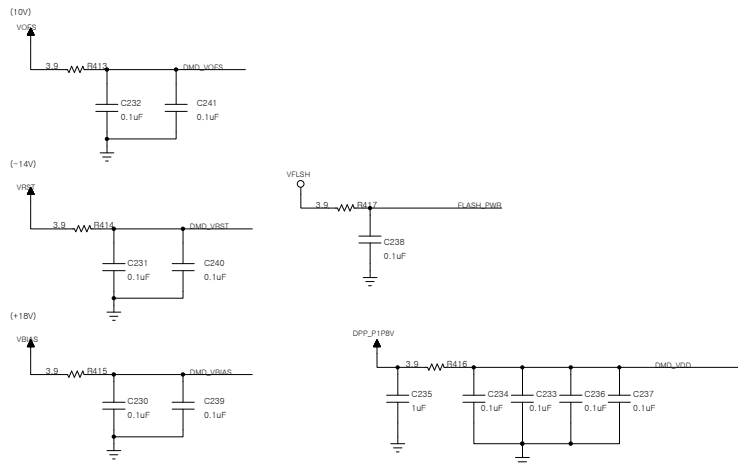 (10V)
VOFS
3.9 R413 DMD_VOFS
C232 C241
0.1uF 0.1uF
(-14V)
VRST
3.9 R414 DMD_VRST
C231 C240
0.1uF 0.1uF
VFLSH
3.9 R417 FLASH_PWR
C238
0.1uF
(+18V)
VBIAS
3.9 R415 DMD_VBIAS
C230 C239
0.1uF 0.1uF
DPP_P1P8V
3.9 R416 DMD_VDD
C235 C234 C233 C236 C237
1uF 0.1uF 0.1uF 0.1uF 0.1uF